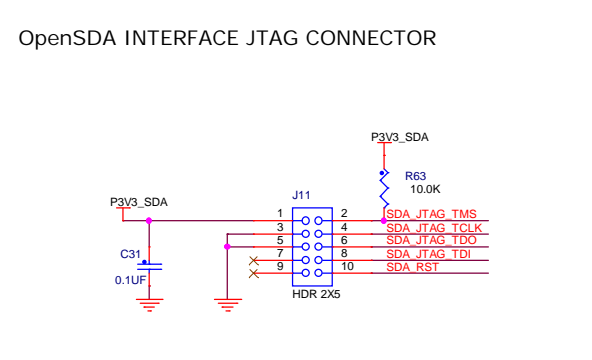 OpenSDA INTERFACE JTAG CONNECTOR
P3V3_SDA
R63
10.0K
P3V3_SDA
J11
1 2 SDA_JTAG_TMS
3 4 SDA_JTAG_TCLK
5 6 SDA_JTAG_TDO
7 8 SDA_JTAG_TDI
9 10 SDA_RST
C31
0.1UF
HDR 2X5